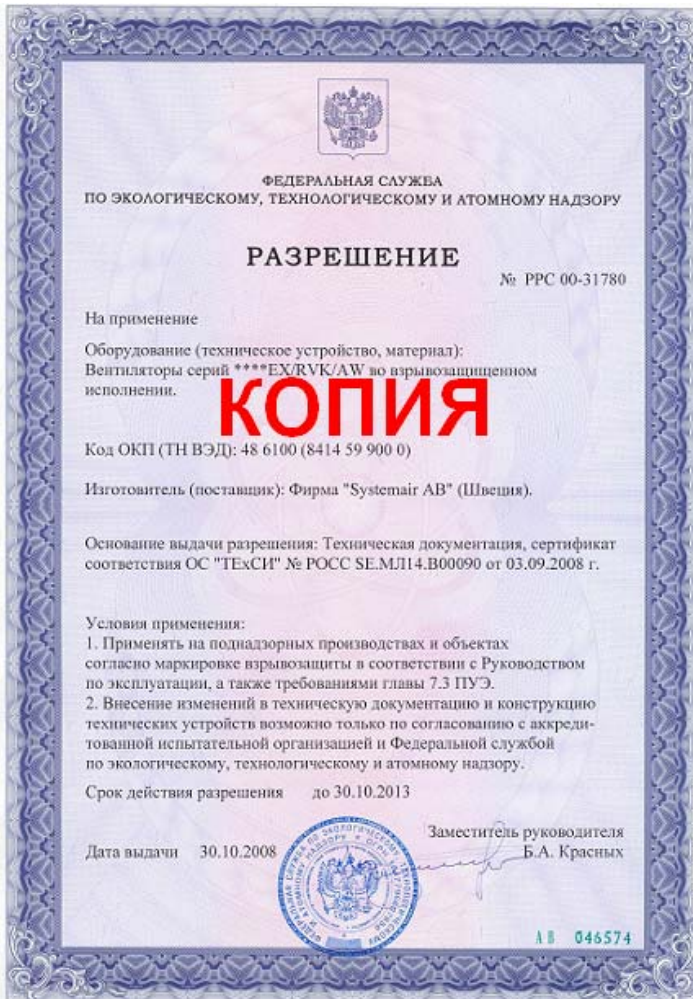 ФЕДЕРАЛЬНАЯ СЛУЖБА
ПО ЭКОЛОГИЧЕСКОМУ, ТЕХНОЛОГИЧЕСКОМУ И АТОМНОМУ НАДЗОРУ
РАЗРЕШЕНИЕ
№ РРС 00-31780
На применение
Оборудование (техническое устройство, материал):
Вентиляторы серий ****EX/RVK/AW во взрывозащищенном
исполнении.
КОПИЯ
Код ОКП (ТН ВЭД): 48 6100 (8414 59 900 0)
Изготовитель (поставщик): Фирма "Systemair AB" (Швеция).
Основание выдачи разрешения: Техническая документация, сертификат
соответствия ОС "ТЕхСИ" № РОСС SE.МЛ14.В00090 от 03.09.2008 г.
Условия применения:
1. Применять на поднадзорных производствах и объектах
согласно маркировке взрывозащиты в соответствии с Руководством
по эксплуатации, а также требованиями главы 7.3 ПУЭ.
2. Внесение изменений в техническую документацию и конструкцию
технических устройств возможно только по согласованию с аккреди-
тованной испытательной организацией и Федеральной службой
по экологическому, технологическому и атомному надзору.
Срок действия разрешения до 30.10.2013
Заместитель руководителя
Дата выдачи 30.10.2008 Б.А. Красных
АВ 046574